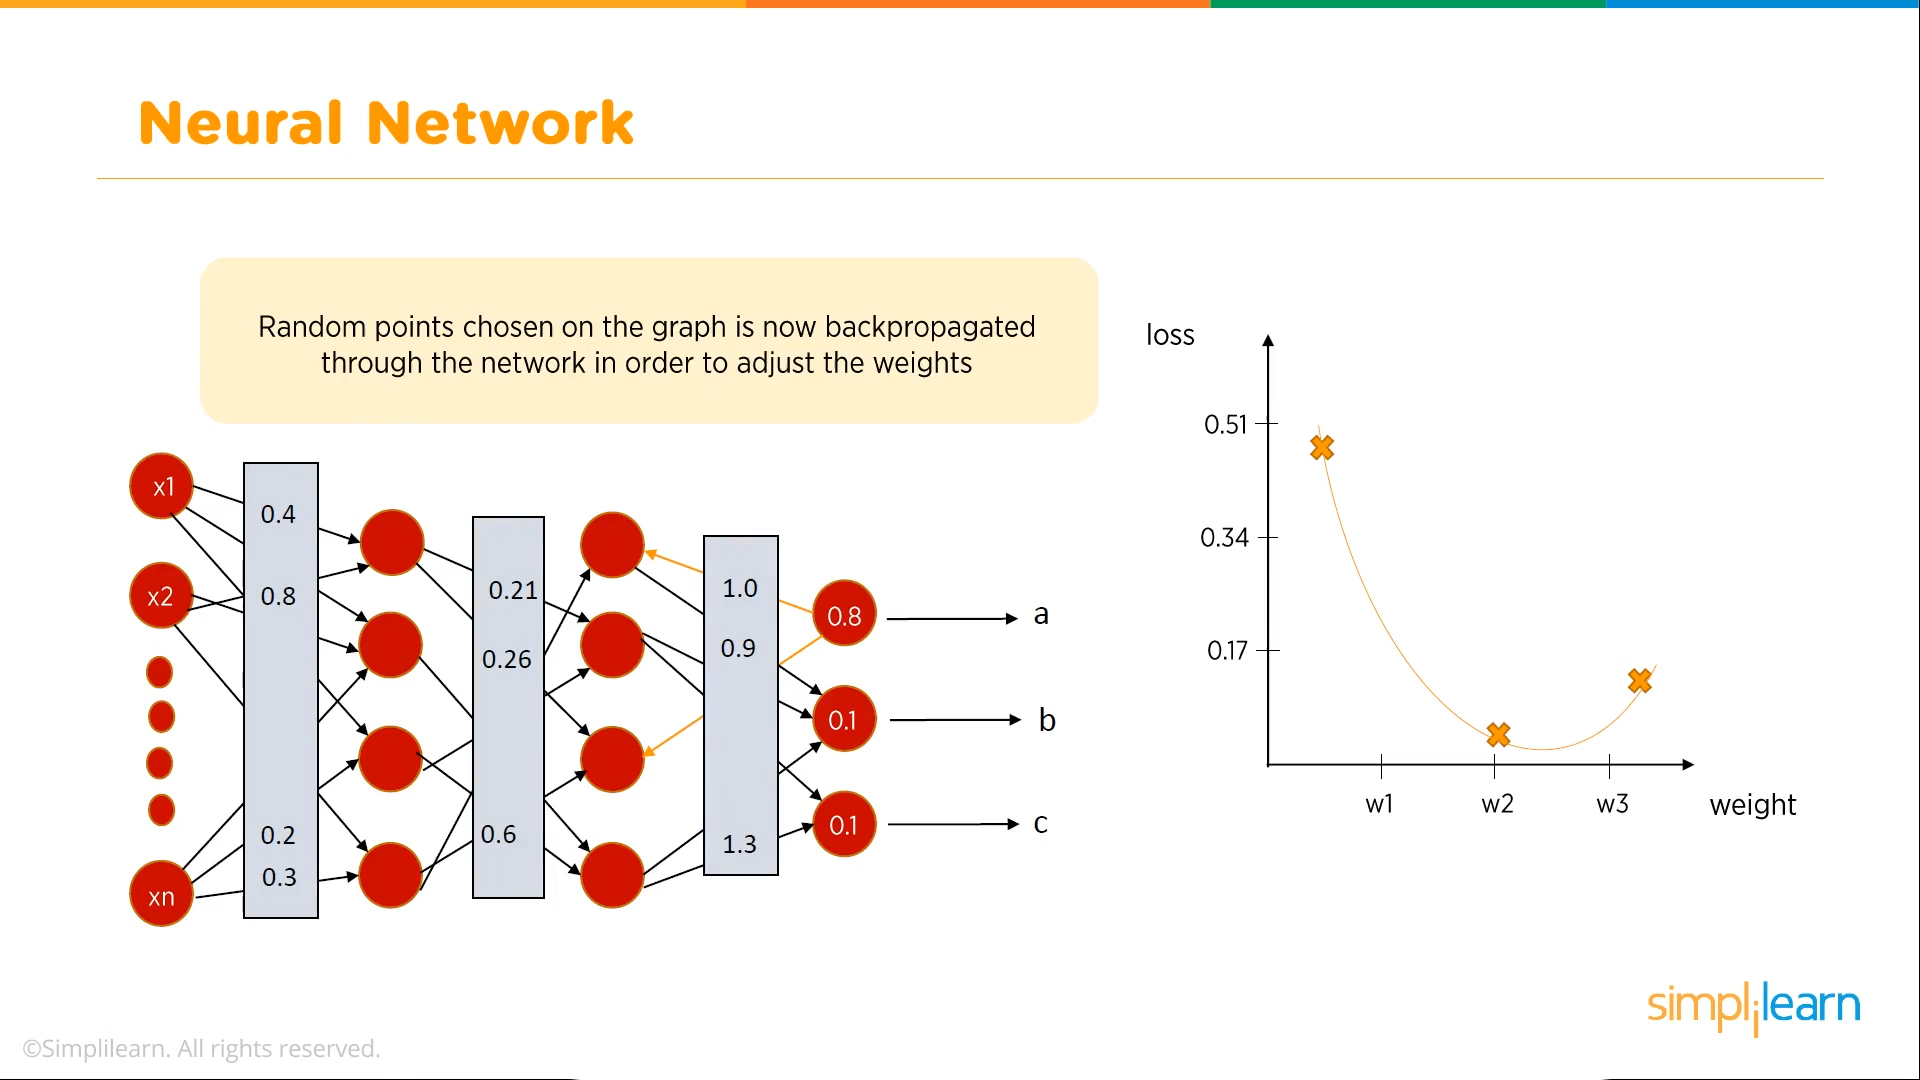 Neural Network
Random points chosen on the graph is now backpropagated
through the network in order to adjust the weights
x1
x2
xn
0.4
0.8
0.2
0.3
0.21
0.26
0.6
1.0
0.9
1.3
0.8
0.1
0.1
a
b
c
loss
0.51
0.34
0.17
w1 w2 w3 weight
simplilearn
©Simplilearn. All rights reserved.